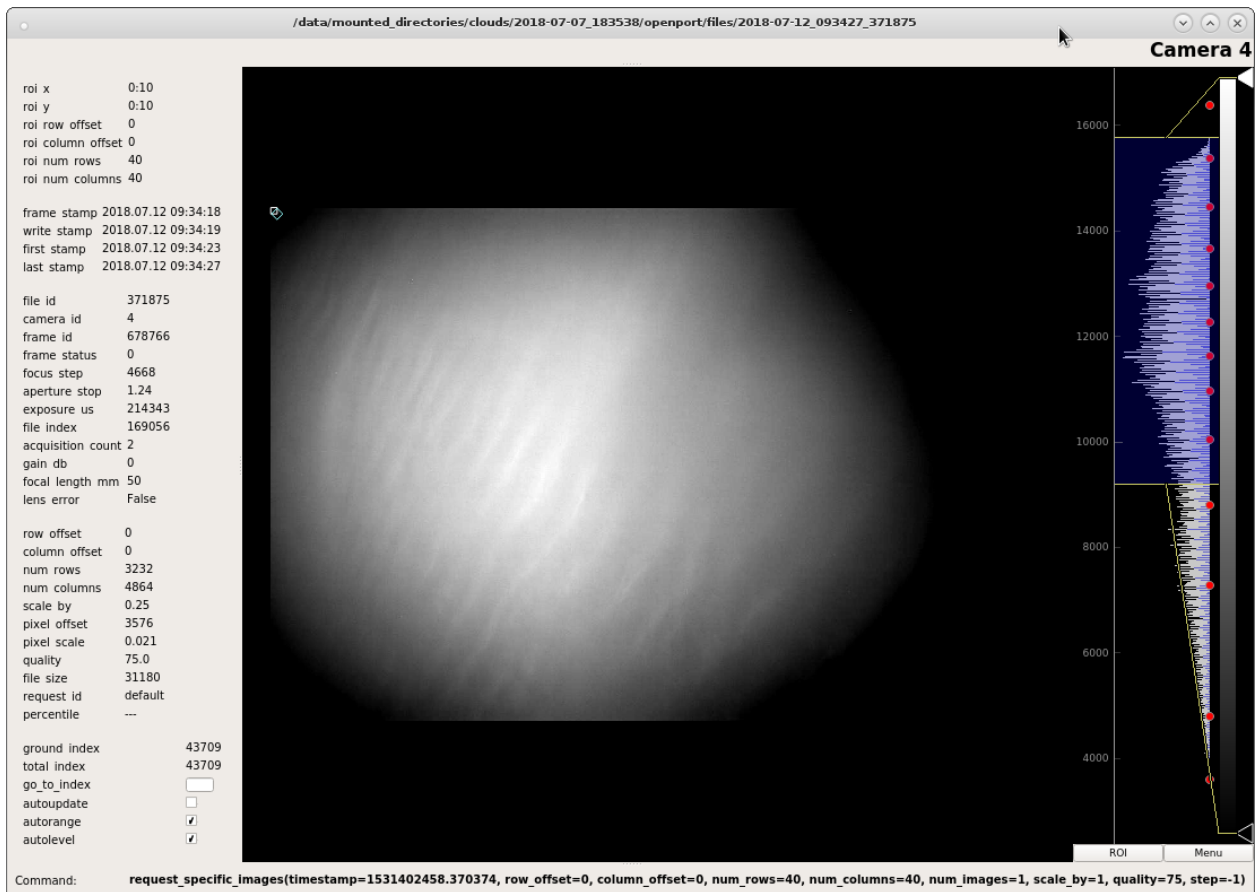 /data/mounted_directories/clouds/2018-07-07_183538/openport/files/2018-07-12_093427_371875
Camera 4
roi x 0:10
roi y 0:10
roi row offset 0
roi column offset 0
roi num rows 40
roi num columns 40
frame stamp 2018.07.12 09:34:18
write stamp 2018.07.12 09:34:19
first stamp 2018.07.12 09:34:23
last stamp 2018.07.12 09:34:27
file id 371875
camera id 4
frame id 678766
frame status 0
focus step 4668
aperture stop 1.24
exposure us 214343
file index 169056
acquisition count 2
gain db 0
focal length mm 50
lens error False
row offset 0
column offset 0
num rows 3232
num columns 4864
scale by 0.25
pixel offset 3576
pixel scale 0.021
quality 75.0
file size 31180
request id default
percentile ---
ground index 43709
total index 43709
go_to_index
autoupdate
autorange
autolevel
16000
14000
12000
10000
8000
6000
4000
ROI Menu
Command: request_specific_images(timestamp=1531402458.370374, row_offset=0, column_offset=0, num_rows=40, num_columns=40, num_images=1, scale_by=1, quality=75, step=-1)